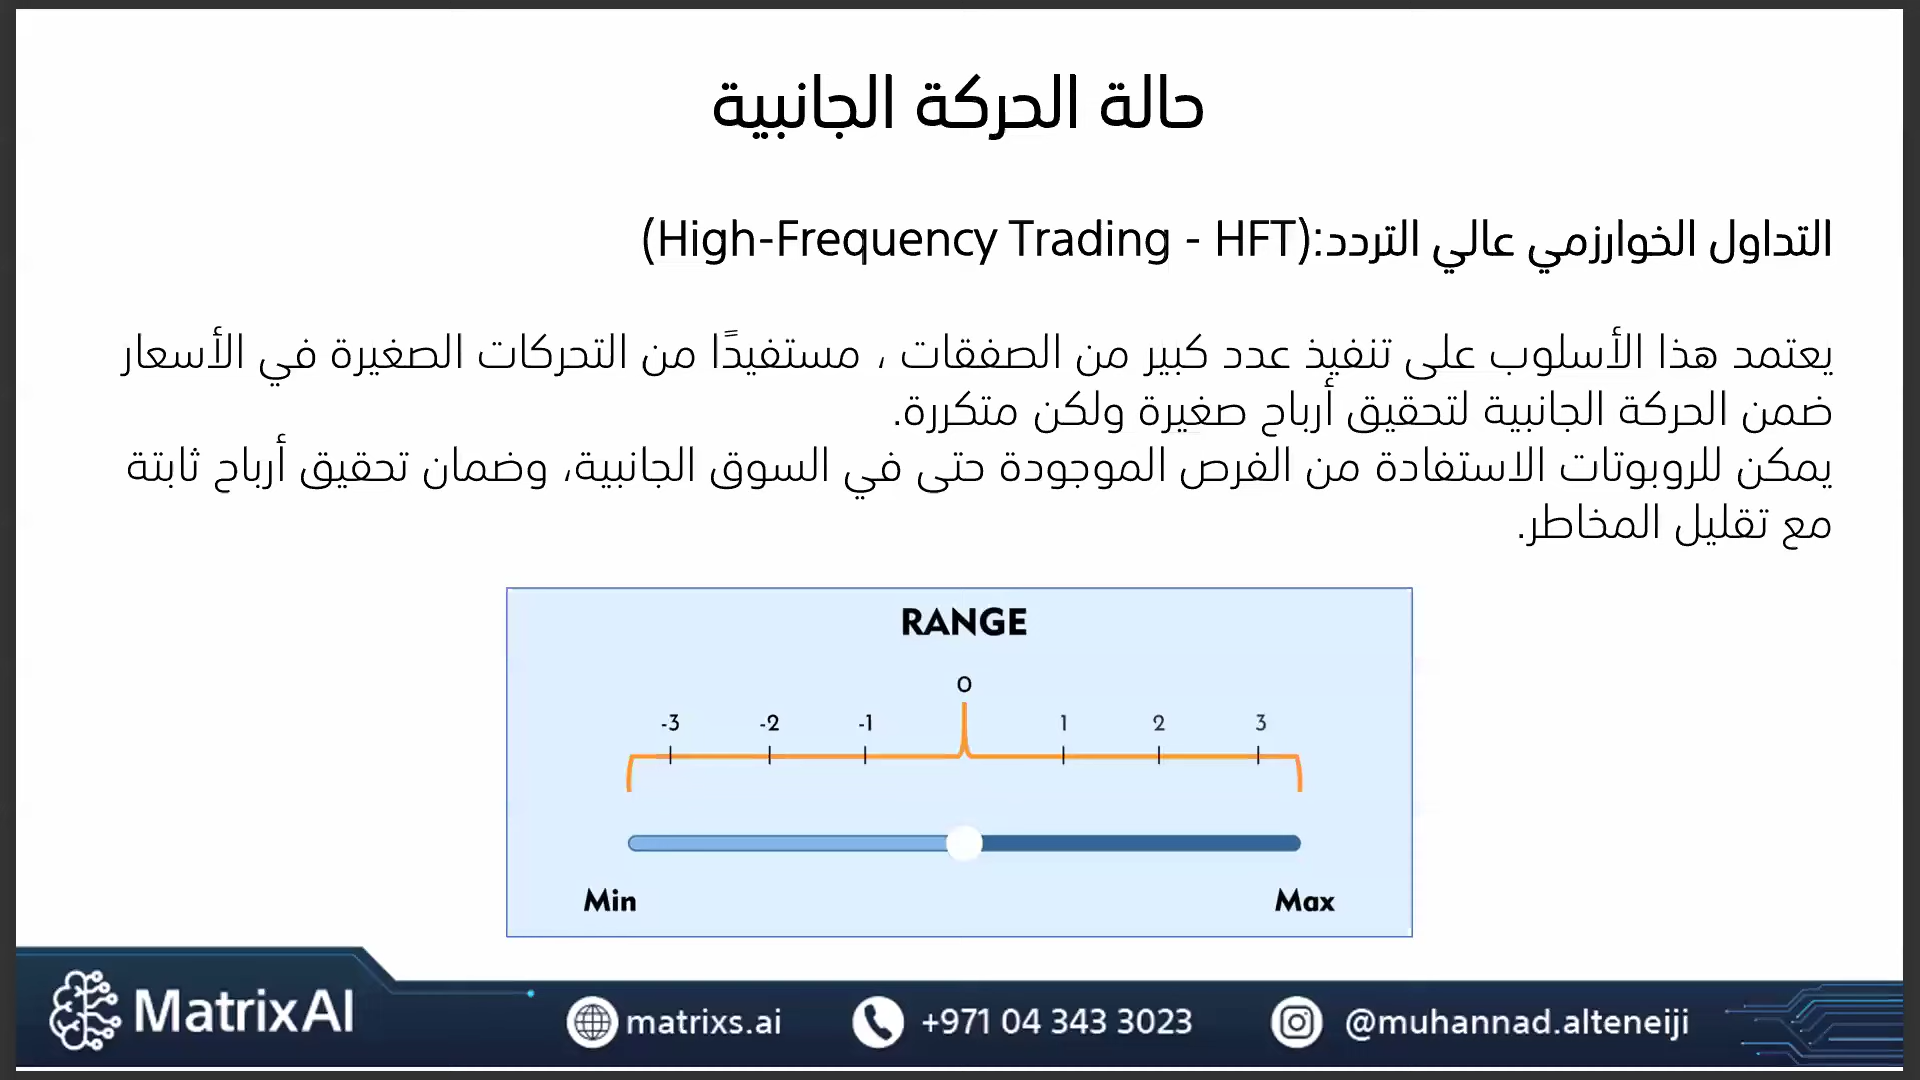 حالة الحركة الجانبية
التداول الخوارزمي عالي التردد:(High-Frequency Trading - HFT)
يعتمد هذا الأسلوب على تنفيذ عدد كبير من الصفقات ، مستفيدًا من التحركات الصغيرة في الأسعار
ضمن الحركة الجانبية لتحقيق أرباح صغيرة ولكن متكررة.
يمكن للروبوتات الاستفادة من الفرص الموجودة حتى في السوق الجانبية، وضمان تحقيق أرباح ثابتة
مع تقليل المخاطر.
RANGE
0
-3 -2 -1 1 2 3
Min Max
MatrixAI matrixs.ai +971 04 343 3023 @muhannad.alteneiji